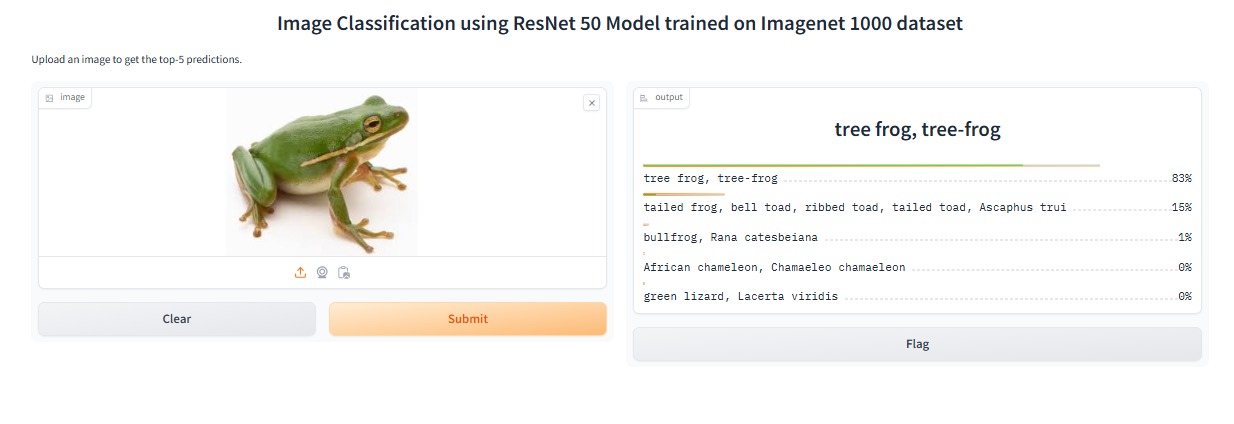 Image Classification using ResNet 50 Model trained on Imagenet 1000 dataset
Upload an image to get the top-5 predictions.
image
Clear
Submit
output
tree frog, tree-frog
tree frog, tree-frog 83%
tailed frog, bell toad, ribbed toad, tailed toad, Ascaphus trui 15%
bullfrog, Rana catesbeiana 1%
African chameleon, Chamaeleo chamaeleon 0%
green lizard, Lacerta viridis 0%
Flag